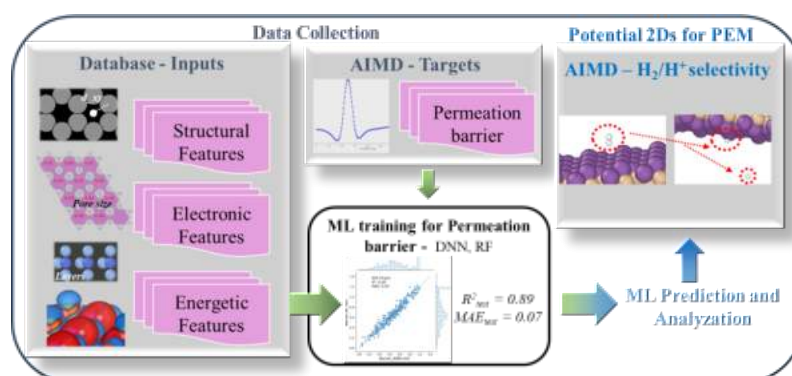 Data Collection
Potential 2Ds for PEM
Database - Inputs
AIMD - Targets
AIMD – H2/H+ selectivity
Structural
Features
Permeation
barrier
Pore size
Electronic
Features
ML training for Permeation
barrier - DNN, RF
Layers
R²test = 0.89
MAEtest = 0.07
Energetic
Features
ML Prediction and
Analyzation